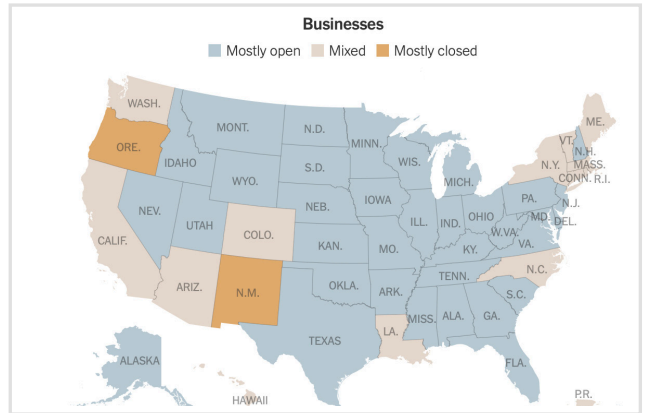 Businesses
Mostly open Mixed Mostly closed
WASH.
ME.
MONT.
N.D.
MINN.
VT.
ORE.
N.H.
IDAHO
S.D.
WIS.
N.Y.
MASS.
WYO.
MICH.
CONN.
R.I.
NEB.
IOWA
PA.
N.J.
NEV.
UTAH
ILL.
IND.
OHIO
MD.
DEL.
COLO.
W.VA.
CALIF.
KAN.
MO.
KY.
VA.
N.C.
TENN.
ARIZ.
N.M.
OKLA.
ARK.
S.C.
MISS.
ALA.
GA.
LA.
TEXAS
ALASKA
FLA.
HAWAII
P.R.